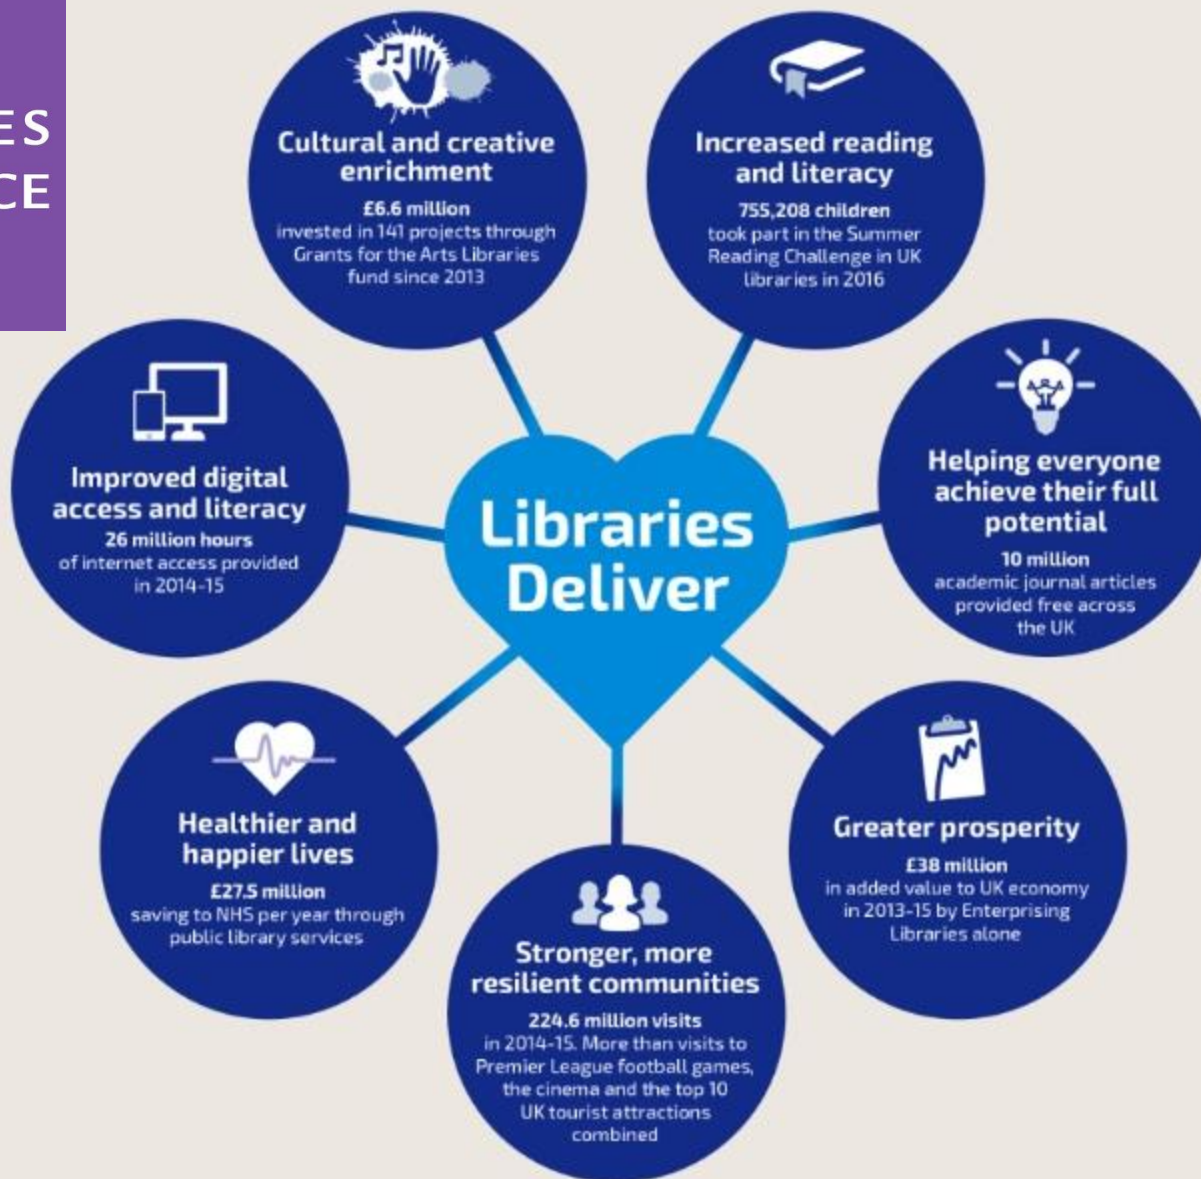 ES
CE
Cultural and creative
enrichment
£6.6 million
invested in 141 projects through
Grants for the Arts Libraries
fund since 2013
Increased reading
and literacy
755,208 children
took part in the Summer
Reading Challenge in UK
libraries in 2016
Improved digital
access and literacy
26 million hours
of internet access provided
in 2014-15
Libraries
Deliver
Helping everyone
achieve their full
potential
10 million
academic journal articles
provided free across
the UK
Healthier and
happier lives
£27.5 million
saving to NHS per year through
public library services
Stronger, more
resilient communities
224.6 million visits
in 2014-15. More than visits to
Premier League football games,
the cinema and the top 10
UK tourist attractions
combined
Greater prosperity
£38 million
in added value to UK economy
in 2013-15 by Enterprising
Libraries alone